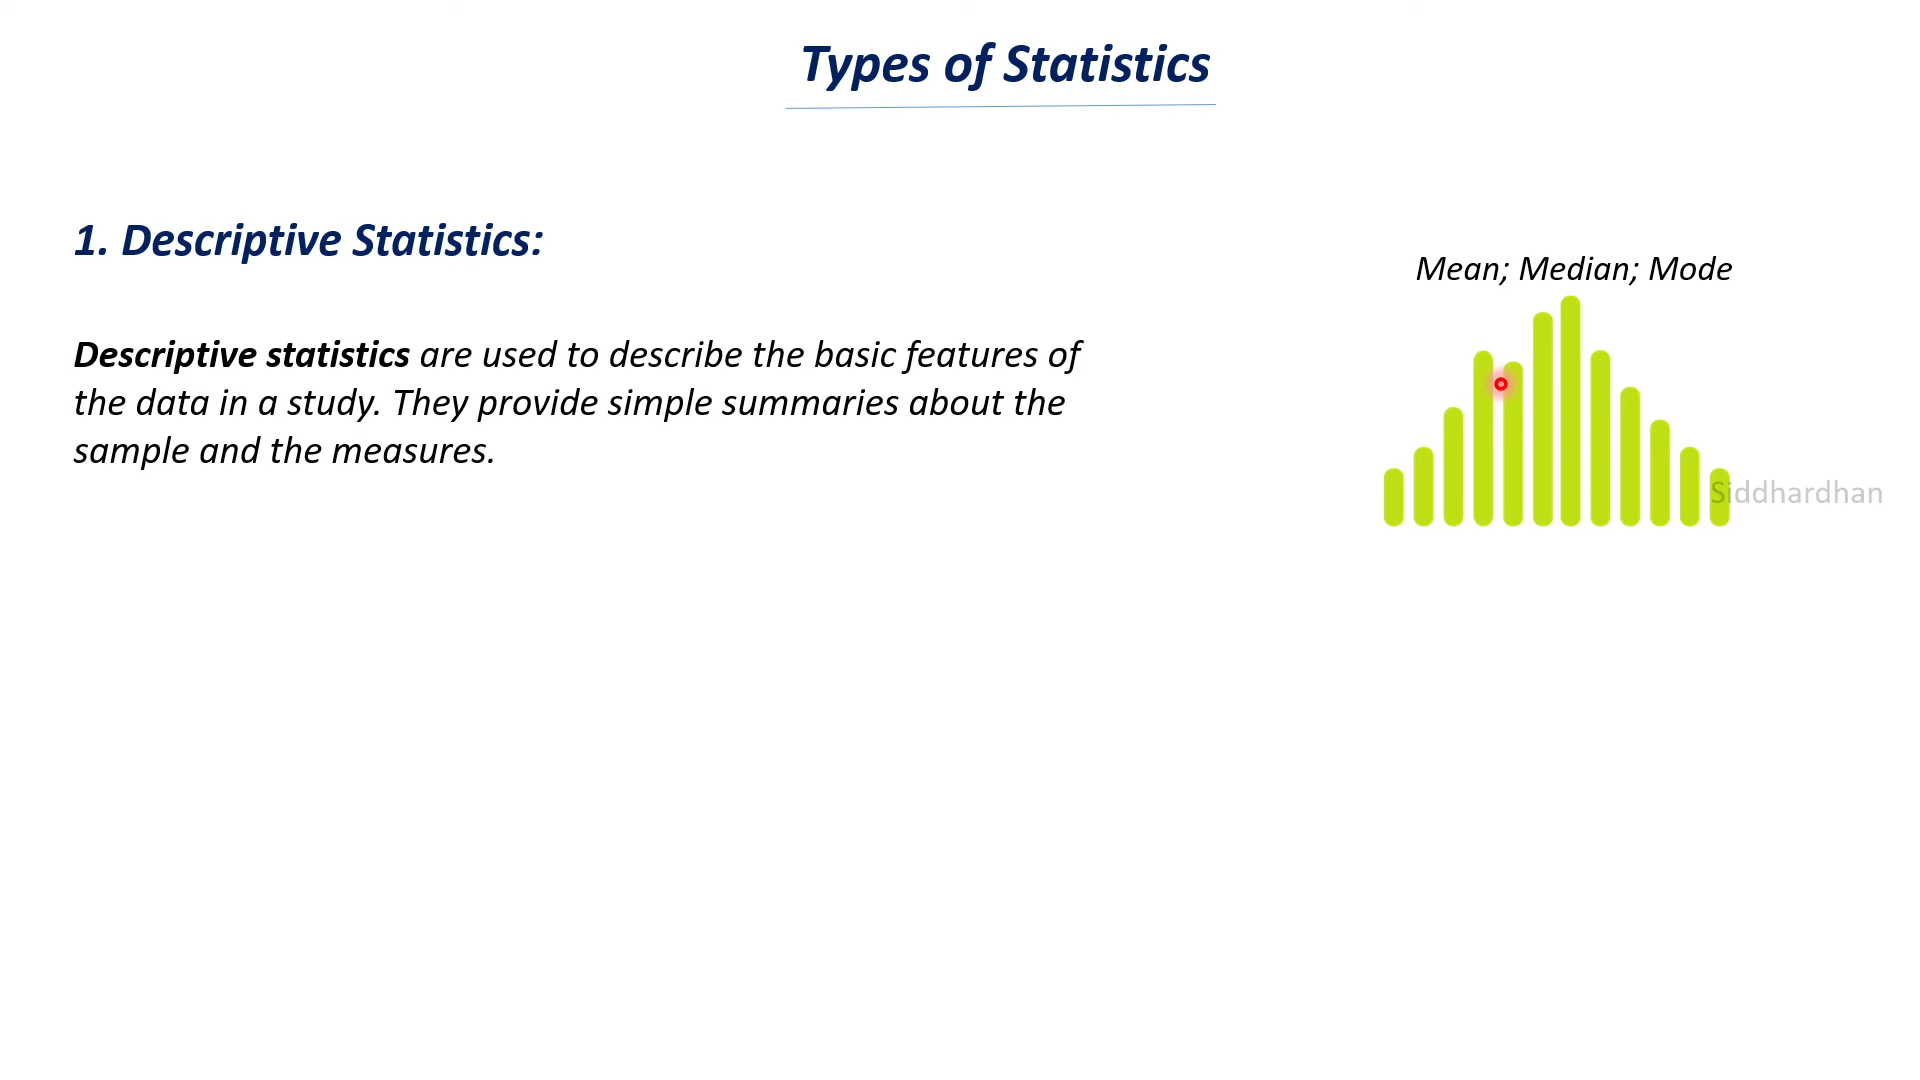 Types of Statistics
1. Descriptive Statistics:
Mean; Median; Mode
Descriptive statistics are used to describe the basic features of
the data in a study. They provide simple summaries about the
sample and the measures.
Siddhardhan